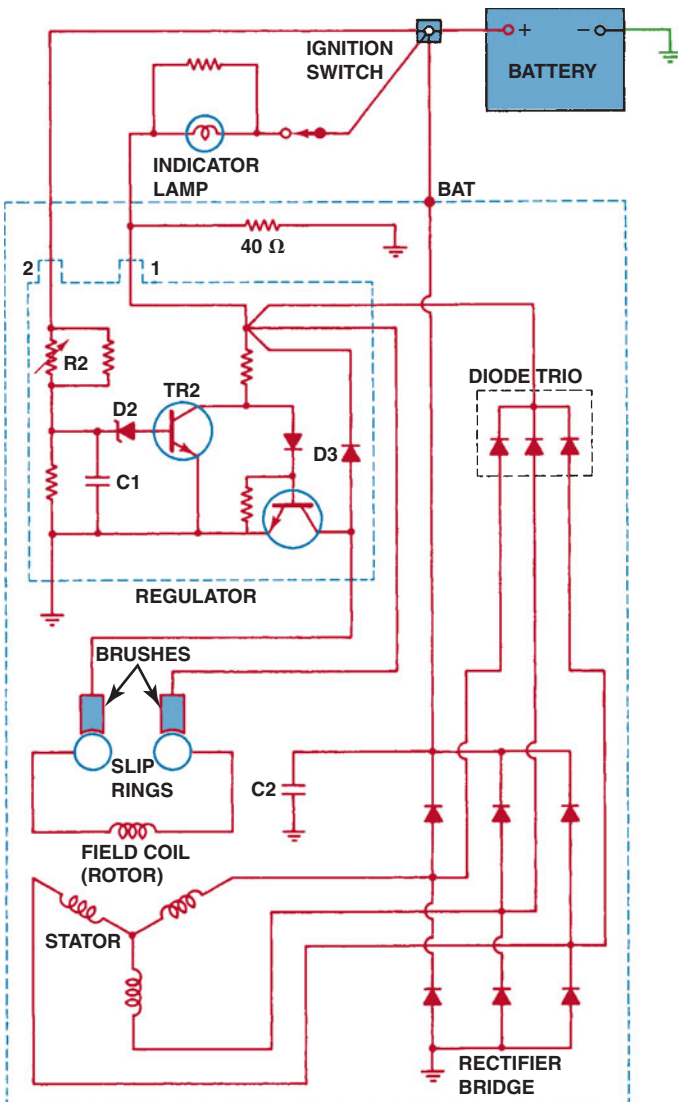 IGNITION
SWITCH
+
−
BATTERY
INDICATOR
LAMP
BAT
40 Ω
2
1
R2
TR2
D2
DIODE TRIO
D3
C1
REGULATOR
BRUSHES
SLIP
RINGS
C2
FIELD COIL
(ROTOR)
STATOR
RECTIFIER
BRIDGE